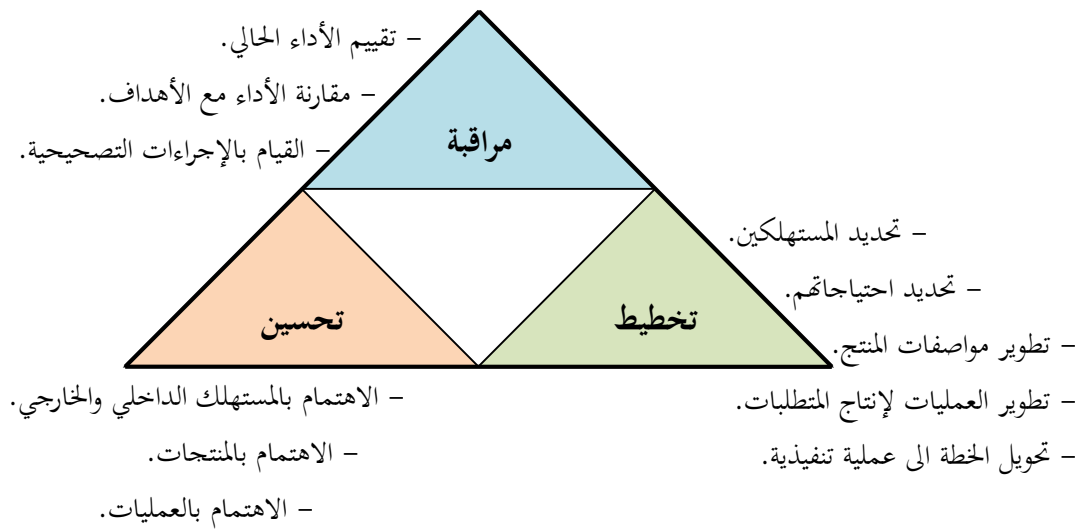 – تقييم الأداء الحالي.
– مقارنة الأداء مع الأهداف.
– القيام بالإجراءات التصحيحية.
مراقبة
– تحديد المستهلكين.
– تحديد احتياجاتهم.
– تطوير مواصفات المنتج.
– تطوير العمليات لإنتاج المتطلبات.
– تحويل الخطة الى عملية تنفيذية.
تخطيط
تحسين
– الاهتمام بالمستهلك الداخلي والخارجي.
– الاهتمام بالمنتجات.
– الاهتمام بالعمليات.